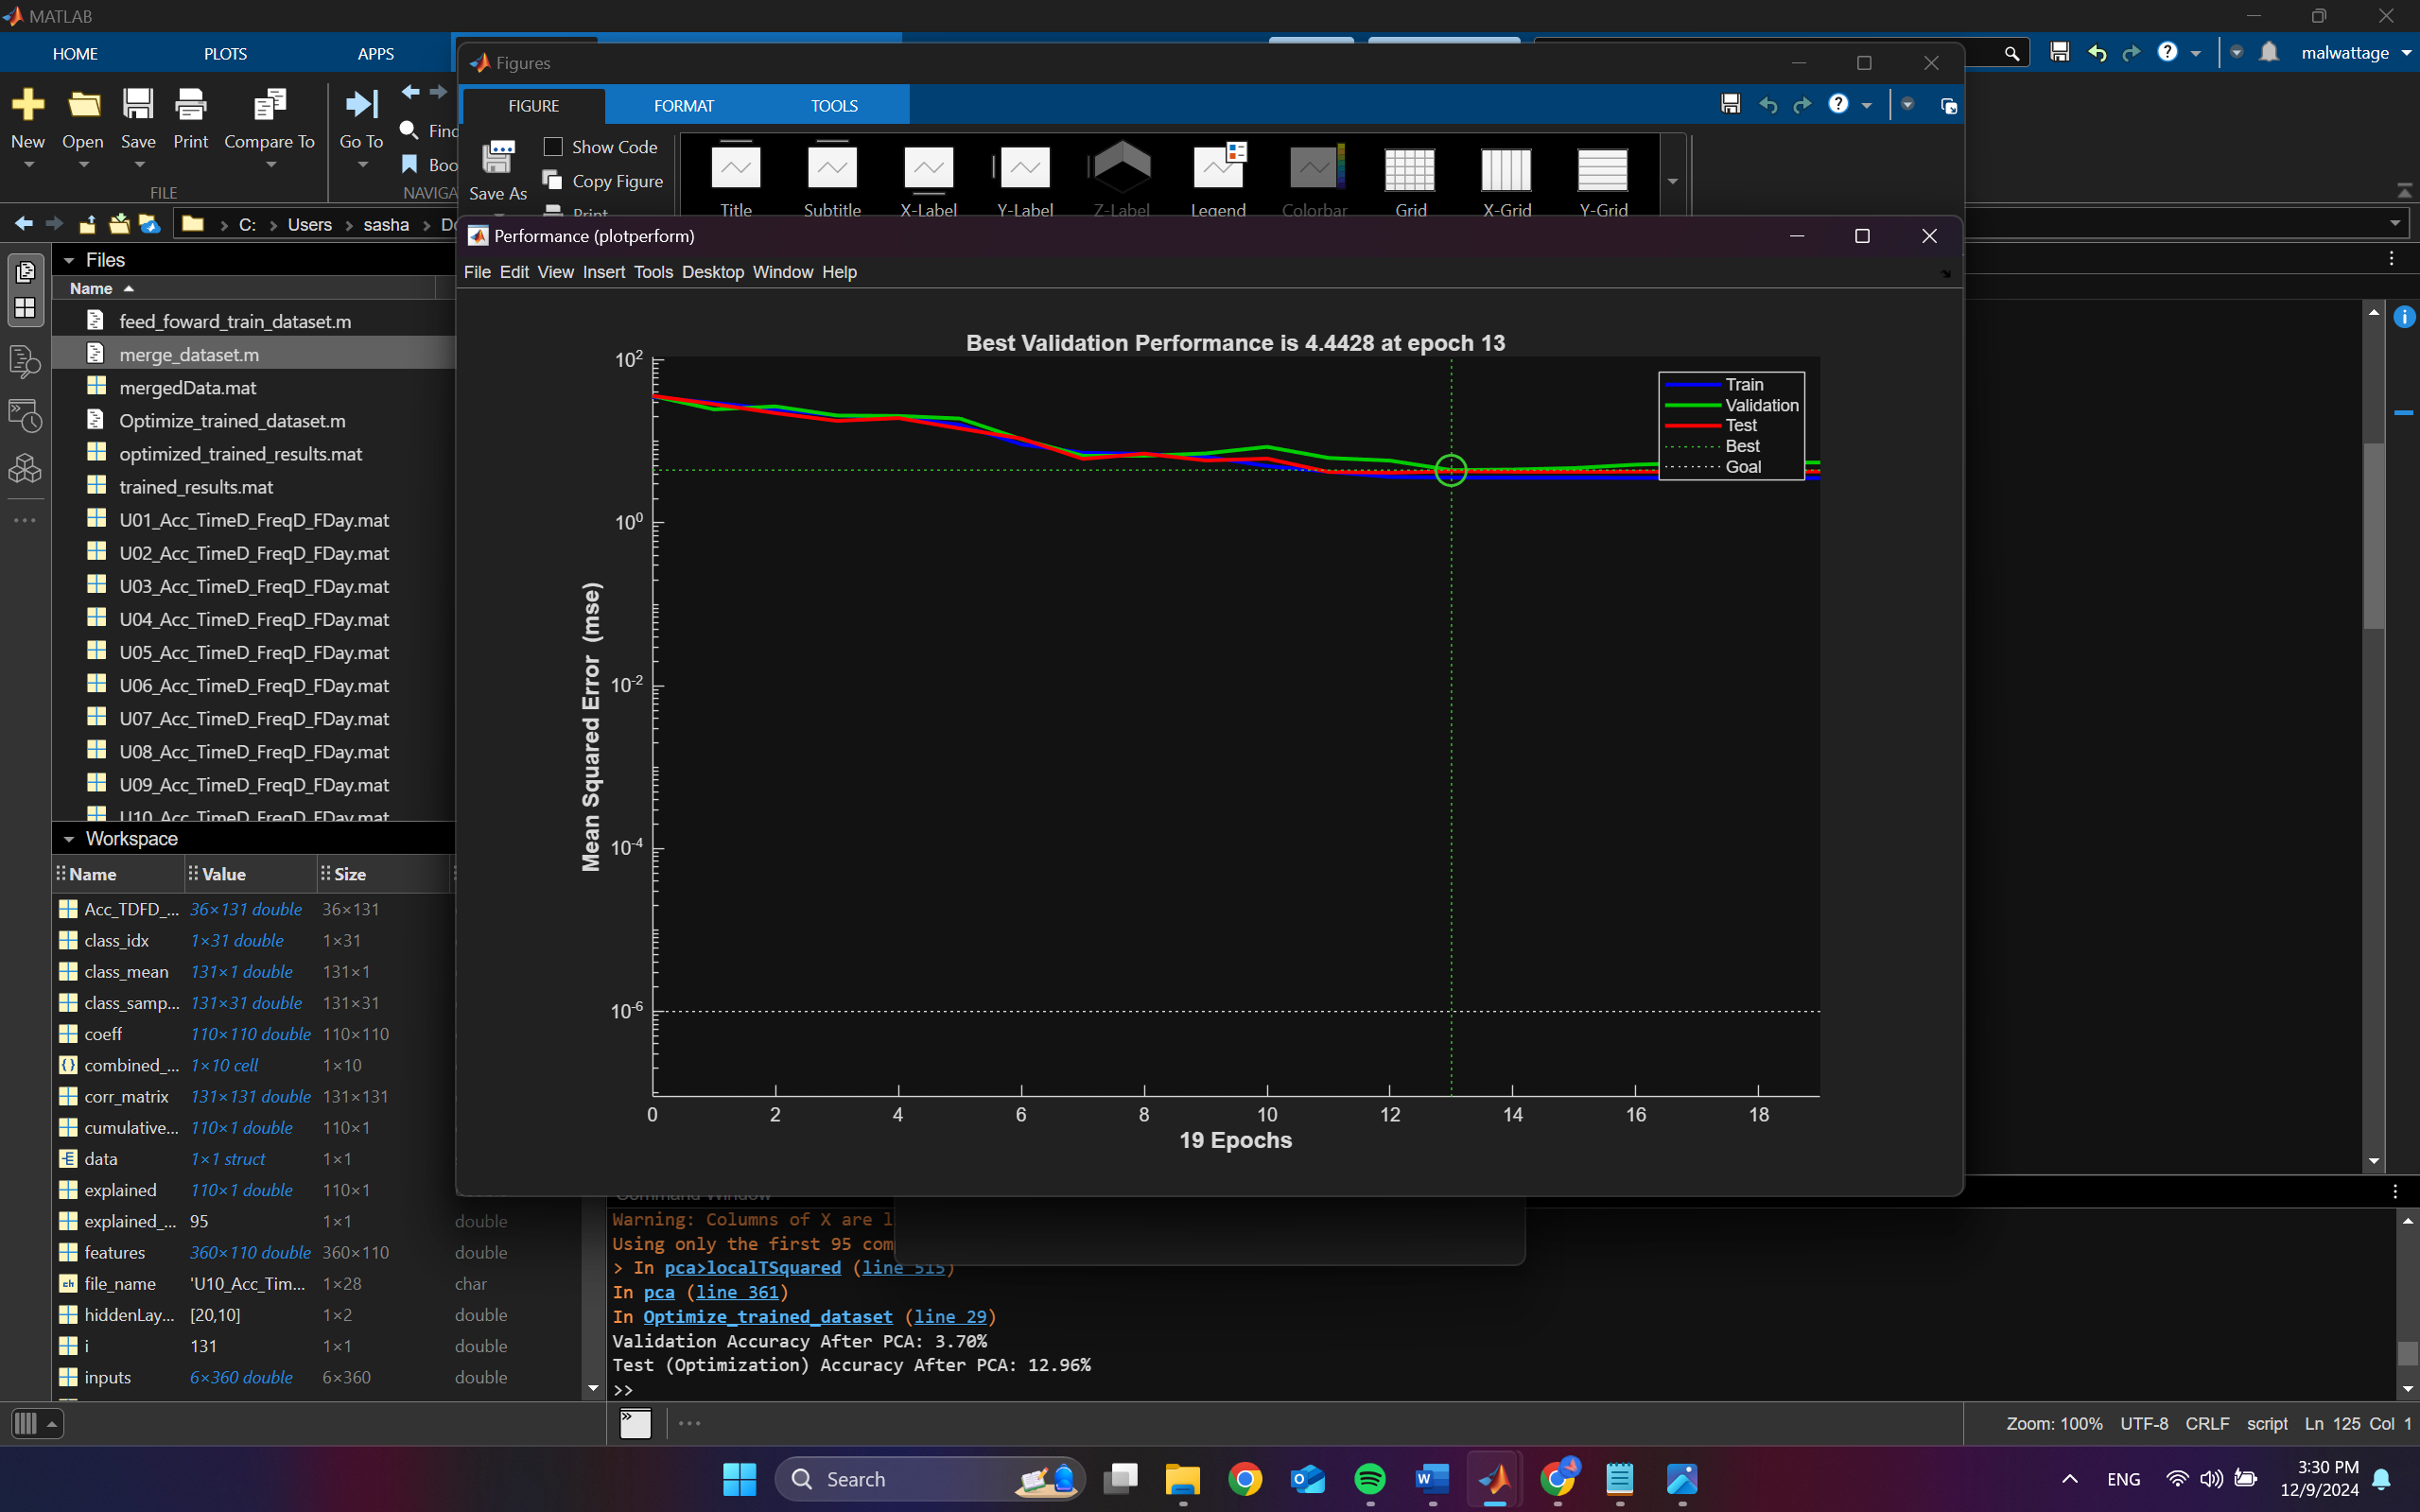 MATLAB
HOME PLOTS APPS
malwattage
New Open Save Print Compare To Go To Find
FILE
Figures
FIGURE FORMAT TOOLS
Save As
Show Code
Copy Figure
Print
Title Subtitle X-Label Y-Label Z-Label Legend Colorbar Grid X-Grid Y-Grid
C: > Users > sasha >
Performance (plotperform)
File Edit View Insert Tools Desktop Window Help
Files
Name
feed_foward_train_dataset.m
merge_dataset.m
mergedData.mat
Optimize_trained_dataset.m
optimized_trained_results.mat
trained_results.mat
U01_Acc_TimeD_FreqD_FDay.mat
U02_Acc_TimeD_FreqD_FDay.mat
U03_Acc_TimeD_FreqD_FDay.mat
U04_Acc_TimeD_FreqD_FDay.mat
U05_Acc_TimeD_FreqD_FDay.mat
U06_Acc_TimeD_FreqD_FDay.mat
U07_Acc_TimeD_FreqD_FDay.mat
U08_Acc_TimeD_FreqD_FDay.mat
U09_Acc_TimeD_FreqD_FDay.mat
U10_Acc_TimeD_FreqD_FDay.mat
Best Validation Performance is 4.4428 at epoch 13
Train
Validation
Test
Best
Goal
Mean Squared Error (mse)
10²
10⁰
10⁻²
10⁻⁴
10⁻⁶
0 2 4 6 8 10 12 14 16 18
19 Epochs
Workspace
Name Value Size
Acc_TDFD_... 36×131 double 36×131
class_idx 1×31 double 1×31
class_mean 131×1 double 131×1
class_samp... 131×31 double 131×31
coeff 110×110 double 110×110
combined_... 1×10 cell 1×10
corr_matrix 131×131 double 131×131
cumulative... 110×1 double 110×1
data 1×1 struct 1×1
explained 110×1 double 110×1
explained_... 95 1×1 double
features 360×110 double 360×110 double
file_name 'U10_Acc_Tim... 1×28 char
hiddenLay... [20,10] 1×2 double
i 131 1×1 double
inputs 6×360 double 6×360 double
Command Window
Warning: Columns of X are l
Using only the first 95 com
> In pca>localTSquared (line 515)
In pca (line 361)
In Optimize_trained_dataset (line 29)
Validation Accuracy After PCA: 3.70%
Test (Optimization) Accuracy After PCA: 12.96%
>>
Zoom: 100% UTF-8 CRLF script Ln 125 Col 1
Search
ENG
3:30 PM
12/9/2024